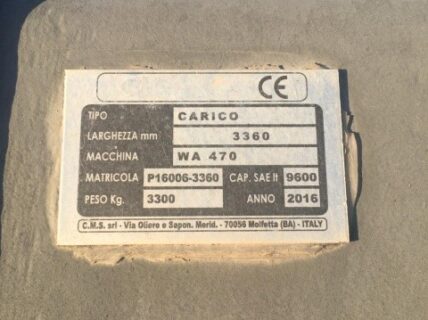 CE
TIPO CARICO
LARGHEZZA mm 3360
MACCHINA WA 470
MATRICOLA P16006-3360 CAP. SAE lt 9600
PESO Kg. 3300 ANNO 2016
C.M.S. srl - Via Oliere e Sapon. Merid. - 70056 Molfetta (BA) - ITALY